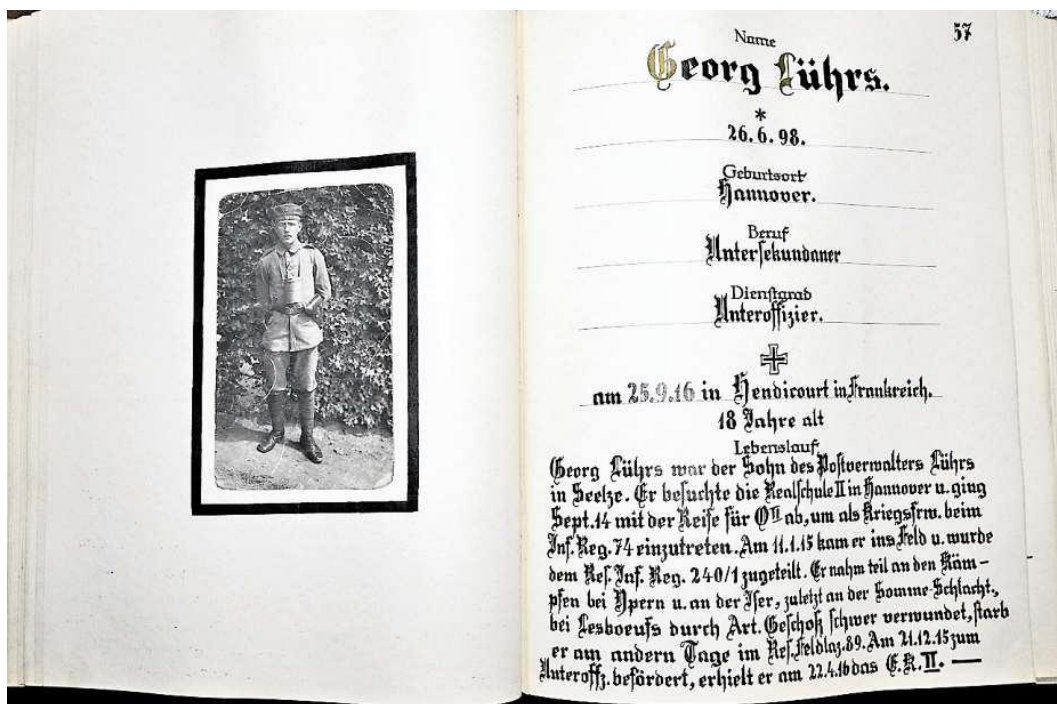 57
Name
Georg Lührs.
*
26. 6. 98.
Geburtsort
Hannover.
Beruf
Untersekundaner
Dienstgrad
Unteroffizier.
am 25.9.16 in Hendicourt in Frankreich.
18 Jahre alt
Lebenslauf
Georg Lührs war der Sohn des Postverwalters Lührs
in Seelze. Er besuchte die Realschule II in Hannover u. ging
Sept. 14 mit der Reife für O II ab, um als Kriegsfrw. beim
Inf. Reg. 74 einzutreten. Am 11.1.15 kam er ins Feld u. wurde
dem Res. Inf. Reg. 240/1 zugeteilt. Er nahm teil an den Käm-
pfen bei Ypern u. an der Iser, zuletzt an der Somme-Schlacht,
bei Lesboeufs durch Art. Geschoß schwer verwundet, starb
er am andern Tage im Res. Feldlaz. 89. Am 21.12.15 zum
Unteroffz. befördert, erhielt er am 22.4.16 das E. K. II. —